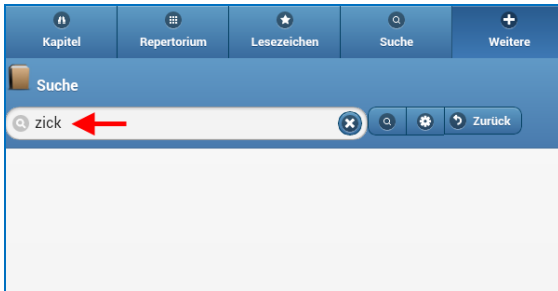 Kapitel Repertorium Lesezeichen Suche Weitere
Suche
zick Zurück